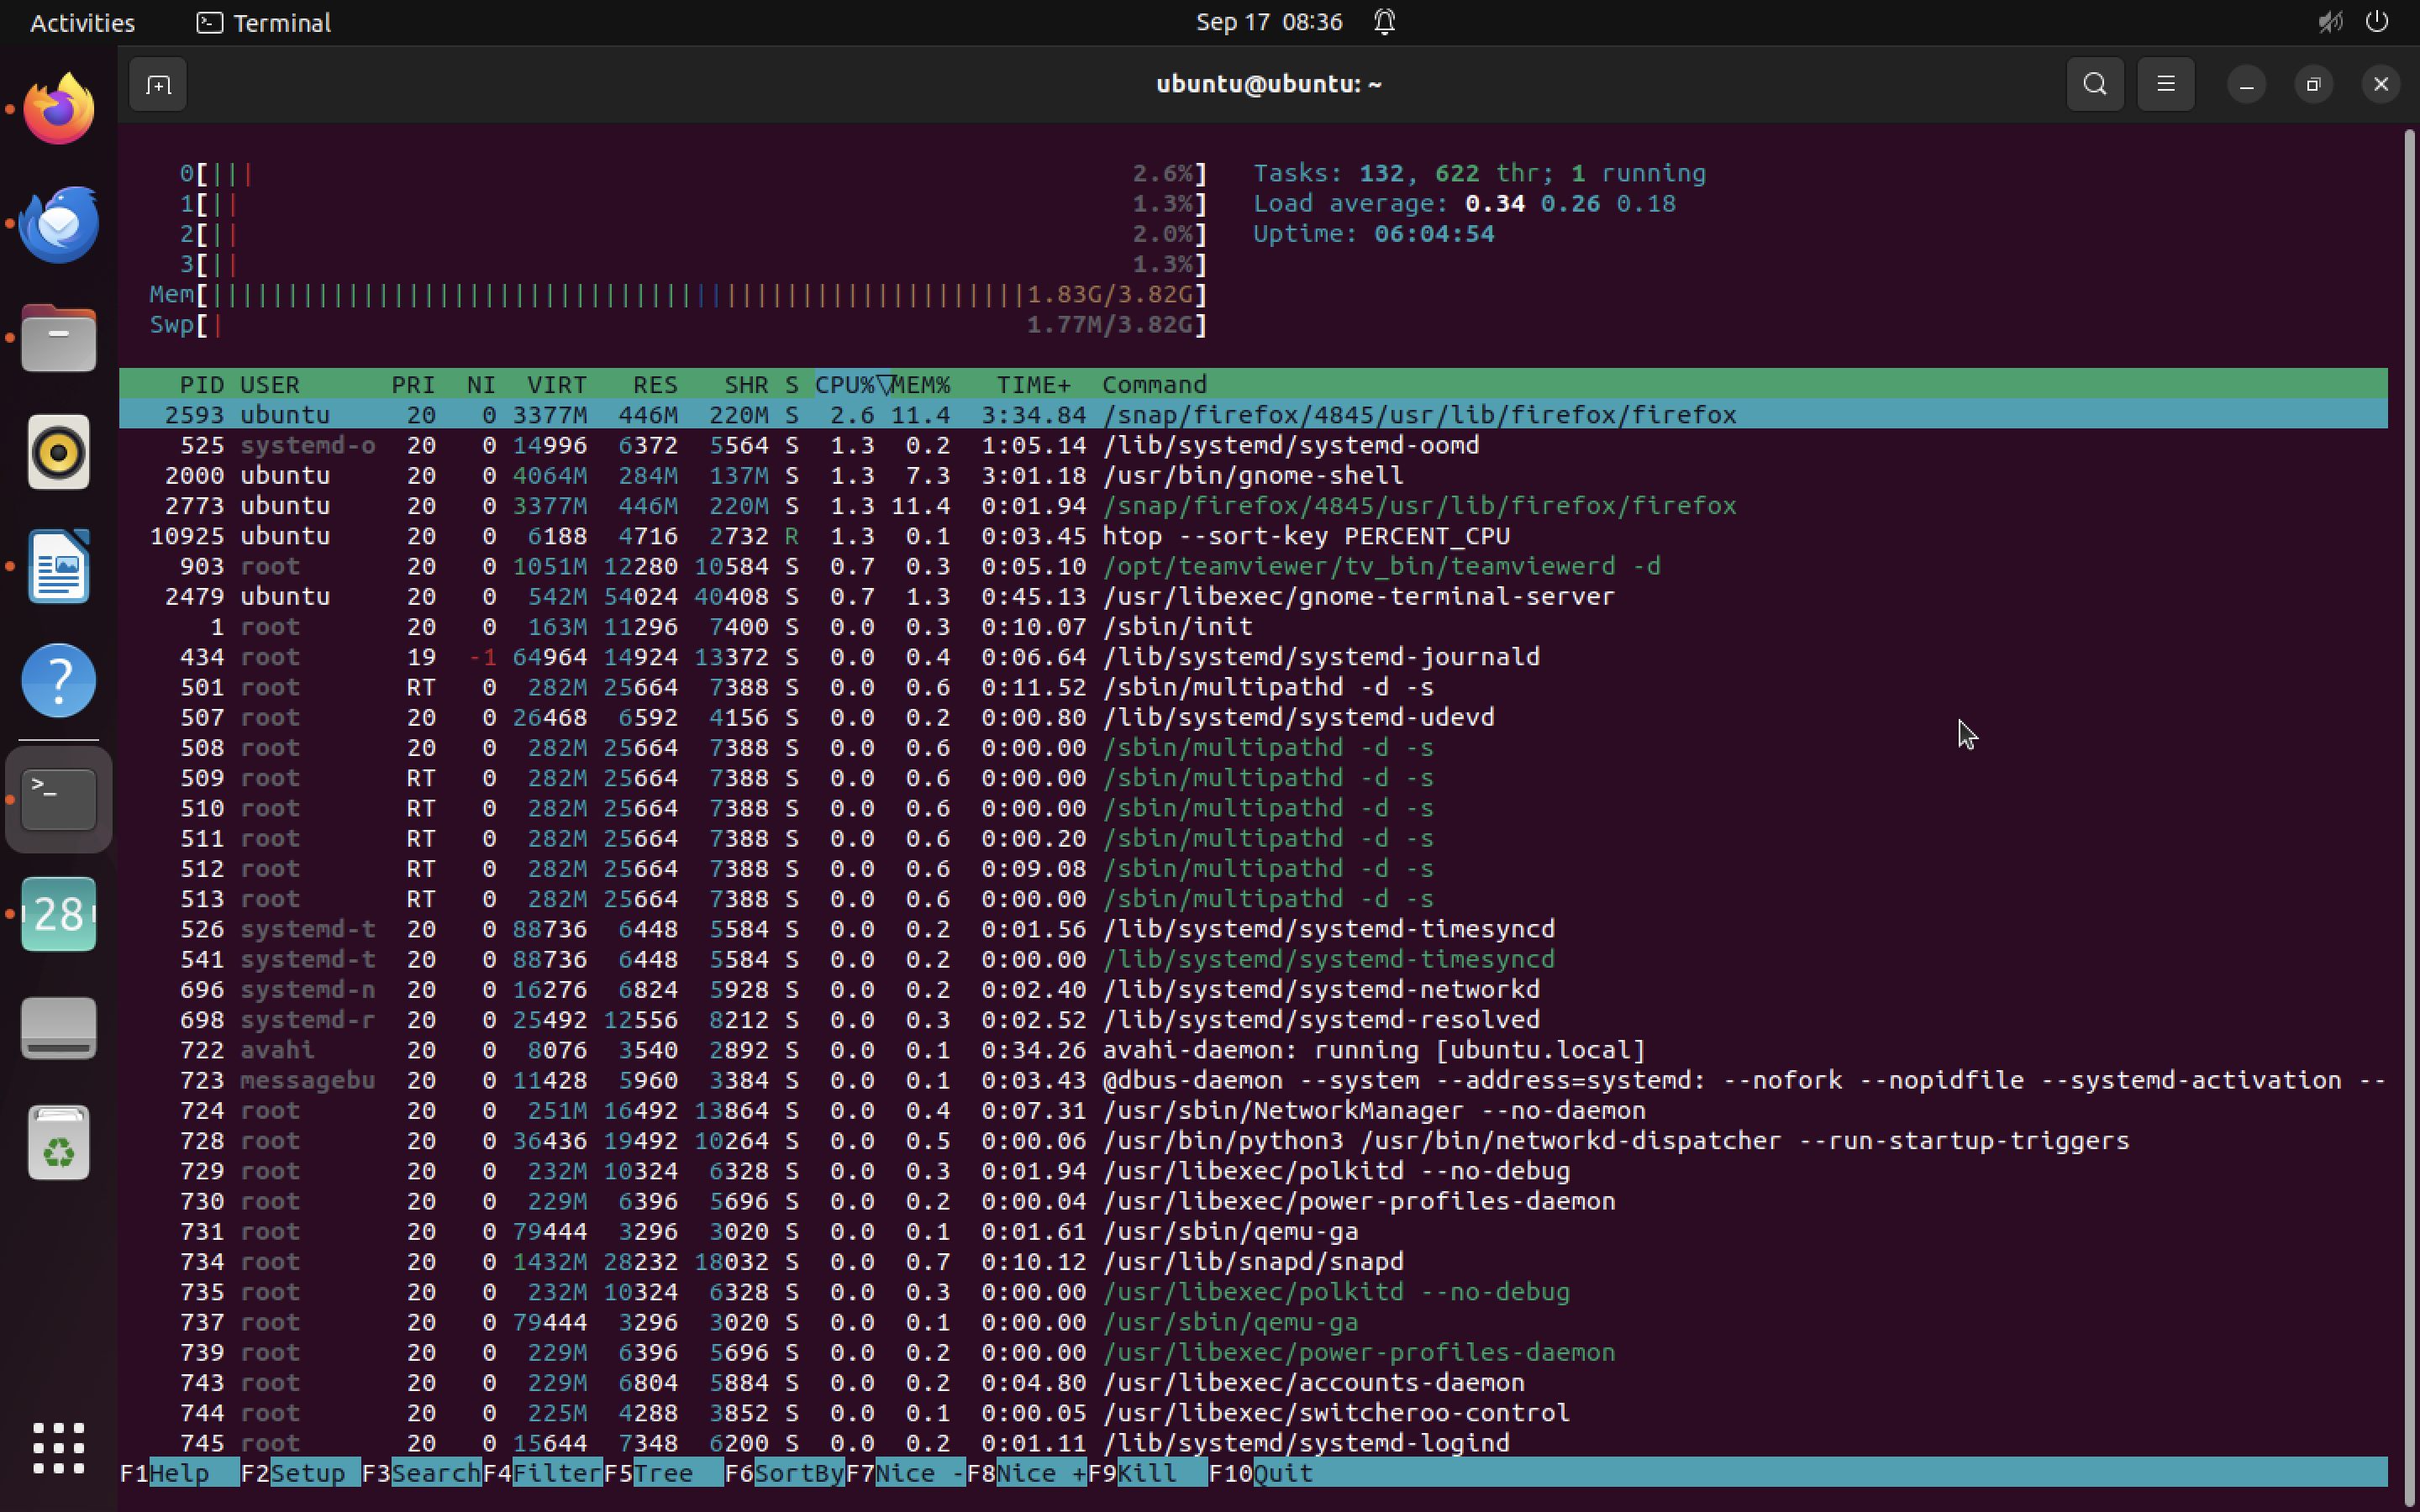 Activities Terminal Sep 17 08:36
ubuntu@ubuntu: ~
0[||| 2.6%] Tasks: 132, 622 thr; 1 running
1[|| 1.3%] Load average: 0.34 0.26 0.18
2[|| 2.0%] Uptime: 06:04:54
3[|| 1.3%]
Mem[||||||||||||||||||||||||||||||||||||||||||||||||||||||1.83G/3.82G]
Swp[| 1.77M/3.82G]
PID USER PRI NI VIRT RES SHR S CPU%▽MEM% TIME+ Command
2593 ubuntu 20 0 3377M 446M 220M S 2.6 11.4 3:34.84 /snap/firefox/4845/usr/lib/firefox/firefox
525 systemd-o 20 0 14996 6372 5564 S 1.3 0.2 1:05.14 /lib/systemd/systemd-oomd
2000 ubuntu 20 0 4064M 284M 137M S 1.3 7.3 3:01.18 /usr/bin/gnome-shell
2773 ubuntu 20 0 3377M 446M 220M S 1.3 11.4 0:01.94 /snap/firefox/4845/usr/lib/firefox/firefox
10925 ubuntu 20 0 6188 4716 2732 R 1.3 0.1 0:03.45 htop --sort-key PERCENT_CPU
903 root 20 0 1051M 12280 10584 S 0.7 0.3 0:05.10 /opt/teamviewer/tv_bin/teamviewerd -d
2479 ubuntu 20 0 542M 54024 40408 S 0.7 1.3 0:45.13 /usr/libexec/gnome-terminal-server
1 root 20 0 163M 11296 7400 S 0.0 0.3 0:10.07 /sbin/init
434 root 19 -1 64964 14924 13372 S 0.0 0.4 0:06.64 /lib/systemd/systemd-journald
501 root RT 0 282M 25664 7388 S 0.0 0.6 0:11.52 /sbin/multipathd -d -s
507 root 20 0 26468 6592 4156 S 0.0 0.2 0:00.80 /lib/systemd/systemd-udevd
508 root 20 0 282M 25664 7388 S 0.0 0.6 0:00.00 /sbin/multipathd -d -s
509 root RT 0 282M 25664 7388 S 0.0 0.6 0:00.00 /sbin/multipathd -d -s
510 root RT 0 282M 25664 7388 S 0.0 0.6 0:00.00 /sbin/multipathd -d -s
511 root RT 0 282M 25664 7388 S 0.0 0.6 0:00.20 /sbin/multipathd -d -s
512 root RT 0 282M 25664 7388 S 0.0 0.6 0:09.08 /sbin/multipathd -d -s
513 root RT 0 282M 25664 7388 S 0.0 0.6 0:00.00 /sbin/multipathd -d -s
526 systemd-t 20 0 88736 6448 5584 S 0.0 0.2 0:01.56 /lib/systemd/systemd-timesyncd
541 systemd-t 20 0 88736 6448 5584 S 0.0 0.2 0:00.00 /lib/systemd/systemd-timesyncd
696 systemd-n 20 0 16276 6824 5928 S 0.0 0.2 0:02.40 /lib/systemd/systemd-networkd
698 systemd-r 20 0 25492 12556 8212 S 0.0 0.3 0:02.52 /lib/systemd/systemd-resolved
722 avahi 20 0 8076 3540 2892 S 0.0 0.1 0:34.26 avahi-daemon: running [ubuntu.local]
723 messagebu 20 0 11428 5960 3384 S 0.0 0.1 0:03.43 @dbus-daemon --system --address=systemd: --nofork --nopidfile --systemd-activation --
724 root 20 0 251M 16492 13864 S 0.0 0.4 0:07.31 /usr/sbin/NetworkManager --no-daemon
728 root 20 0 36436 19492 10264 S 0.0 0.5 0:00.06 /usr/bin/python3 /usr/bin/networkd-dispatcher --run-startup-triggers
729 root 20 0 232M 10324 6328 S 0.0 0.3 0:01.94 /usr/libexec/polkitd --no-debug
730 root 20 0 229M 6396 5696 S 0.0 0.2 0:00.04 /usr/libexec/power-profiles-daemon
731 root 20 0 79444 3296 3020 S 0.0 0.1 0:01.61 /usr/sbin/qemu-ga
734 root 20 0 1432M 28232 18032 S 0.0 0.7 0:10.12 /usr/lib/snapd/snapd
735 root 20 0 232M 10324 6328 S 0.0 0.3 0:00.00 /usr/libexec/polkitd --no-debug
737 root 20 0 79444 3296 3020 S 0.0 0.1 0:00.00 /usr/sbin/qemu-ga
739 root 20 0 229M 6396 5696 S 0.0 0.2 0:00.00 /usr/libexec/power-profiles-daemon
743 root 20 0 229M 6804 5884 S 0.0 0.2 0:04.80 /usr/libexec/accounts-daemon
744 root 20 0 225M 4288 3852 S 0.0 0.1 0:00.05 /usr/libexec/switcheroo-control
745 root 20 0 15644 7348 6200 S 0.0 0.2 0:01.11 /lib/systemd/systemd-logind
F1Help F2Setup F3SearchF4FilterF5Tree F6SortByF7Nice -F8Nice +F9Kill F10Quit
28